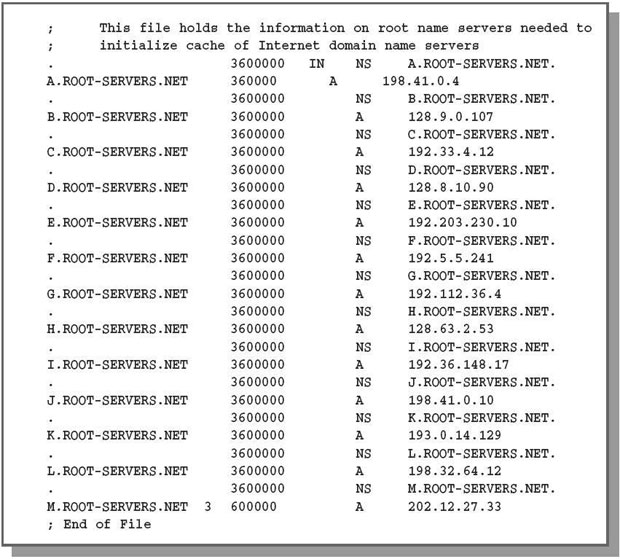 ;      This file holds the information on root name servers needed to
;      initialize cache of Internet domain name servers
.                       3600000   IN    NS    A.ROOT-SERVERS.NET.
A.ROOT-SERVERS.NET      360000      A     198.41.0.4
.                       3600000         NS    B.ROOT-SERVERS.NET.
B.ROOT-SERVERS.NET      3600000         A     128.9.0.107
.                       3600000         NS    C.ROOT-SERVERS.NET.
C.ROOT-SERVERS.NET      3600000         A     192.33.4.12
.                       3600000         NS    D.ROOT-SERVERS.NET.
D.ROOT-SERVERS.NET      3600000         A     128.8.10.90
.                       3600000         NS    E.ROOT-SERVERS.NET.
E.ROOT-SERVERS.NET      3600000         A     192.203.230.10
.                       3600000         NS    F.ROOT-SERVERS.NET.
F.ROOT-SERVERS.NET      3600000         A     192.5.5.241
.                       3600000         NS    G.ROOT-SERVERS.NET.
G.ROOT-SERVERS.NET      3600000         A     192.112.36.4
.                       3600000         NS    H.ROOT-SERVERS.NET.
H.ROOT-SERVERS.NET      3600000         A     128.63.2.53
.                       3600000         NS    I.ROOT-SERVERS.NET.
I.ROOT-SERVERS.NET      3600000         A     192.36.148.17
.                       3600000         NS    J.ROOT-SERVERS.NET.
J.ROOT-SERVERS.NET      3600000         A     198.41.0.10
.                       3600000         NS    K.ROOT-SERVERS.NET.
K.ROOT-SERVERS.NET      3600000         A     193.0.14.129
.                       3600000         NS    L.ROOT-SERVERS.NET.
L.ROOT-SERVERS.NET      3600000         A     198.32.64.12
.                       3600000         NS    M.ROOT-SERVERS.NET.
M.ROOT-SERVERS.NET  3   600000          A     202.12.27.33
; End of File